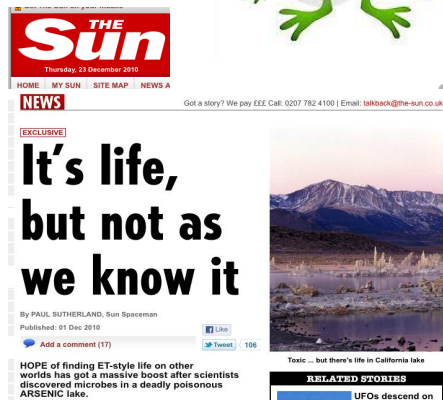 THE
Sun
Thursday, 23 December 2010
HOME MY SUN SITE MAP NEWS A
NEWS
Got a story? We pay £££ Call: 0207 782 4100 | Email: talkback@the-sun.co.uk
EXCLUSIVE
It's life,
but not as
we know it
By PAUL SUTHERLAND, Sun Spaceman
Published: 01 Dec 2010
Like
Add a comment (17)
Tweet 106
HOPE of finding ET-style life on other
worlds has got a massive boost after scientists
discovered microbes in a deadly poisonous
ARSENIC lake.
Toxic ... but there's life in California lake
RELATED STORIES
UFOs descend on